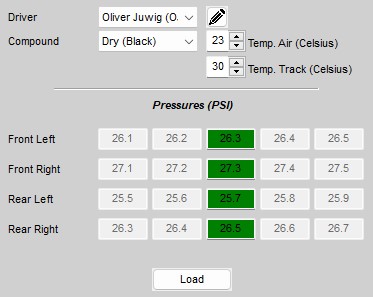 Driver Oliver Juwig (O.
Compound Dry (Black) 23 Temp. Air (Celsius)
30 Temp. Track (Celsius)
Pressures (PSI)
Front Left 26.1 26.2 26.3 26.4 26.5
Front Right 27.1 27.2 27.3 27.4 27.5
Rear Left 25.5 25.6 25.7 25.8 25.9
Rear Right 26.3 26.4 26.5 26.6 26.7
Load